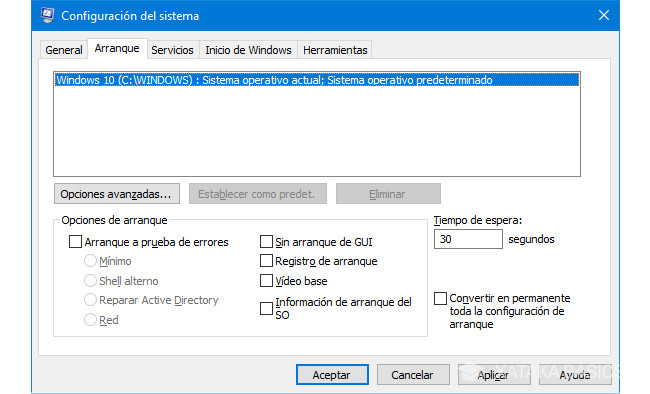 Configuración del sistema
General Arranque Servicios Inicio de Windows Herramientas
Windows 10 (C:\WINDOWS) : Sistema operativo actual; Sistema operativo predeterminado
Opciones avanzadas... Establecer como predet. Eliminar
Opciones de arranque
Arranque a prueba de errores
Mínimo
Shell alterno
Reparar Active Directory
Red
Sin arranque de GUI
Registro de arranque
Vídeo base
Información de arranque del
SO
Tiempo de espera:
30 segundos
Convertir en permanente
toda la configuración de
arranque
Aceptar Cancelar Aplicar Ayuda
XATAKA BASICS